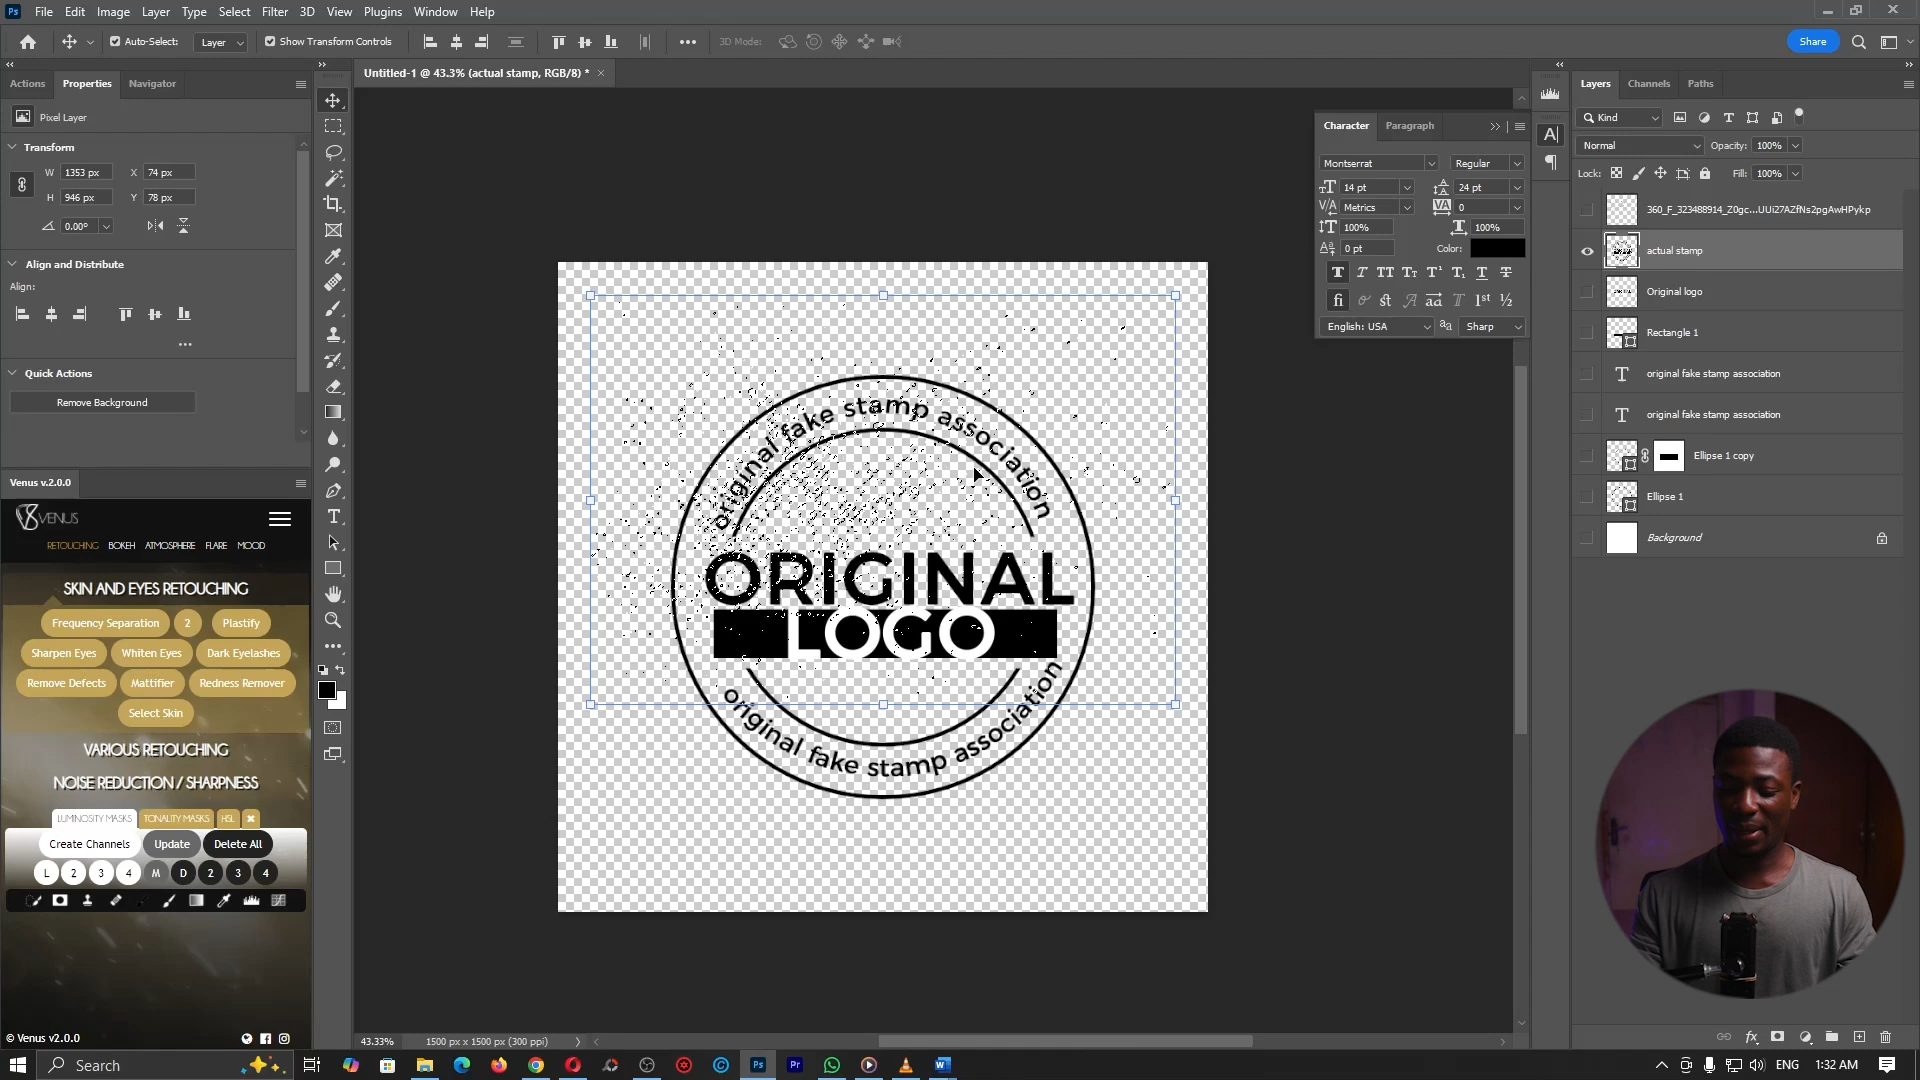 Ps File Edit Image Layer Type Select Filter 3D View Plugins Window Help
Auto-Select: Layer Show Transform Controls 3D Mode: Share
Actions Properties Navigator
Pixel Layer
Transform
W 1353 px X 74 px
H 946 px Y 78 px
0.00°
Align and Distribute
Align:
Quick Actions
Remove Background
Venus v.2.0.0
VENUS
RETOUCHING BOKEH ATMOSPHERE FLARE MOOD
SKIN AND EYES RETOUCHING
Frequency Separation 2 Plastify
Sharpen Eyes Whiten Eyes Dark Eyelashes
Remove Defects Mattifier Redness Remover
Select Skin
VARIOUS RETOUCHING
NOISE REDUCTION / SHARPNESS
LUMINOSITY MASKS TONALITY MASKS HSL
Create Channels Update Delete All
L 2 3 4 M D 2 3 4
© Venus v2.0.0
Untitled-1 @ 43.3% (actual stamp, RGB/8) *
original fake stamp association
ORIGINAL
LOGO
original fake stamp association
43.33% 1500 px x 1500 px (300 ppi)
Character Paragraph
Montserrat Regular
14 pt 24 pt
Metrics 0
100% 100%
0 pt Color:
English: USA Sharp
Layers Channels Paths
Kind
Normal Opacity: 100%
Lock: Fill: 100%
360_F_323488914_Z0gc...UUi27AZfNs2pgAwHPykp
actual stamp
Original logo
Rectangle 1
original fake stamp association
original fake stamp association
Ellipse 1 copy
Ellipse 1
Background
Search ENG 1:32 AM